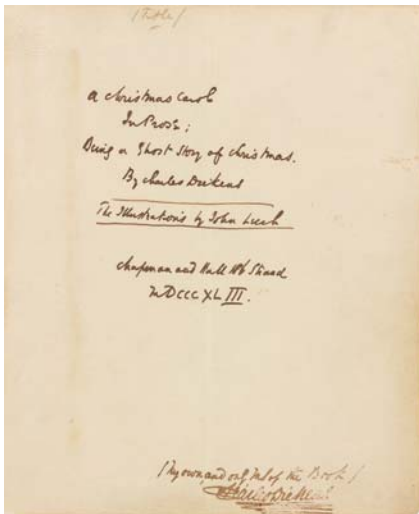 (Title)
A Christmas Carol
In Prose;
Being a Ghost Story of Christmas.
By Charles Dickens
The Illustrations by John Leech
Chapman and Hall 186 Strand
MDCCCXLIII.
(My own, and only MS of the Book)
Charles Dickens